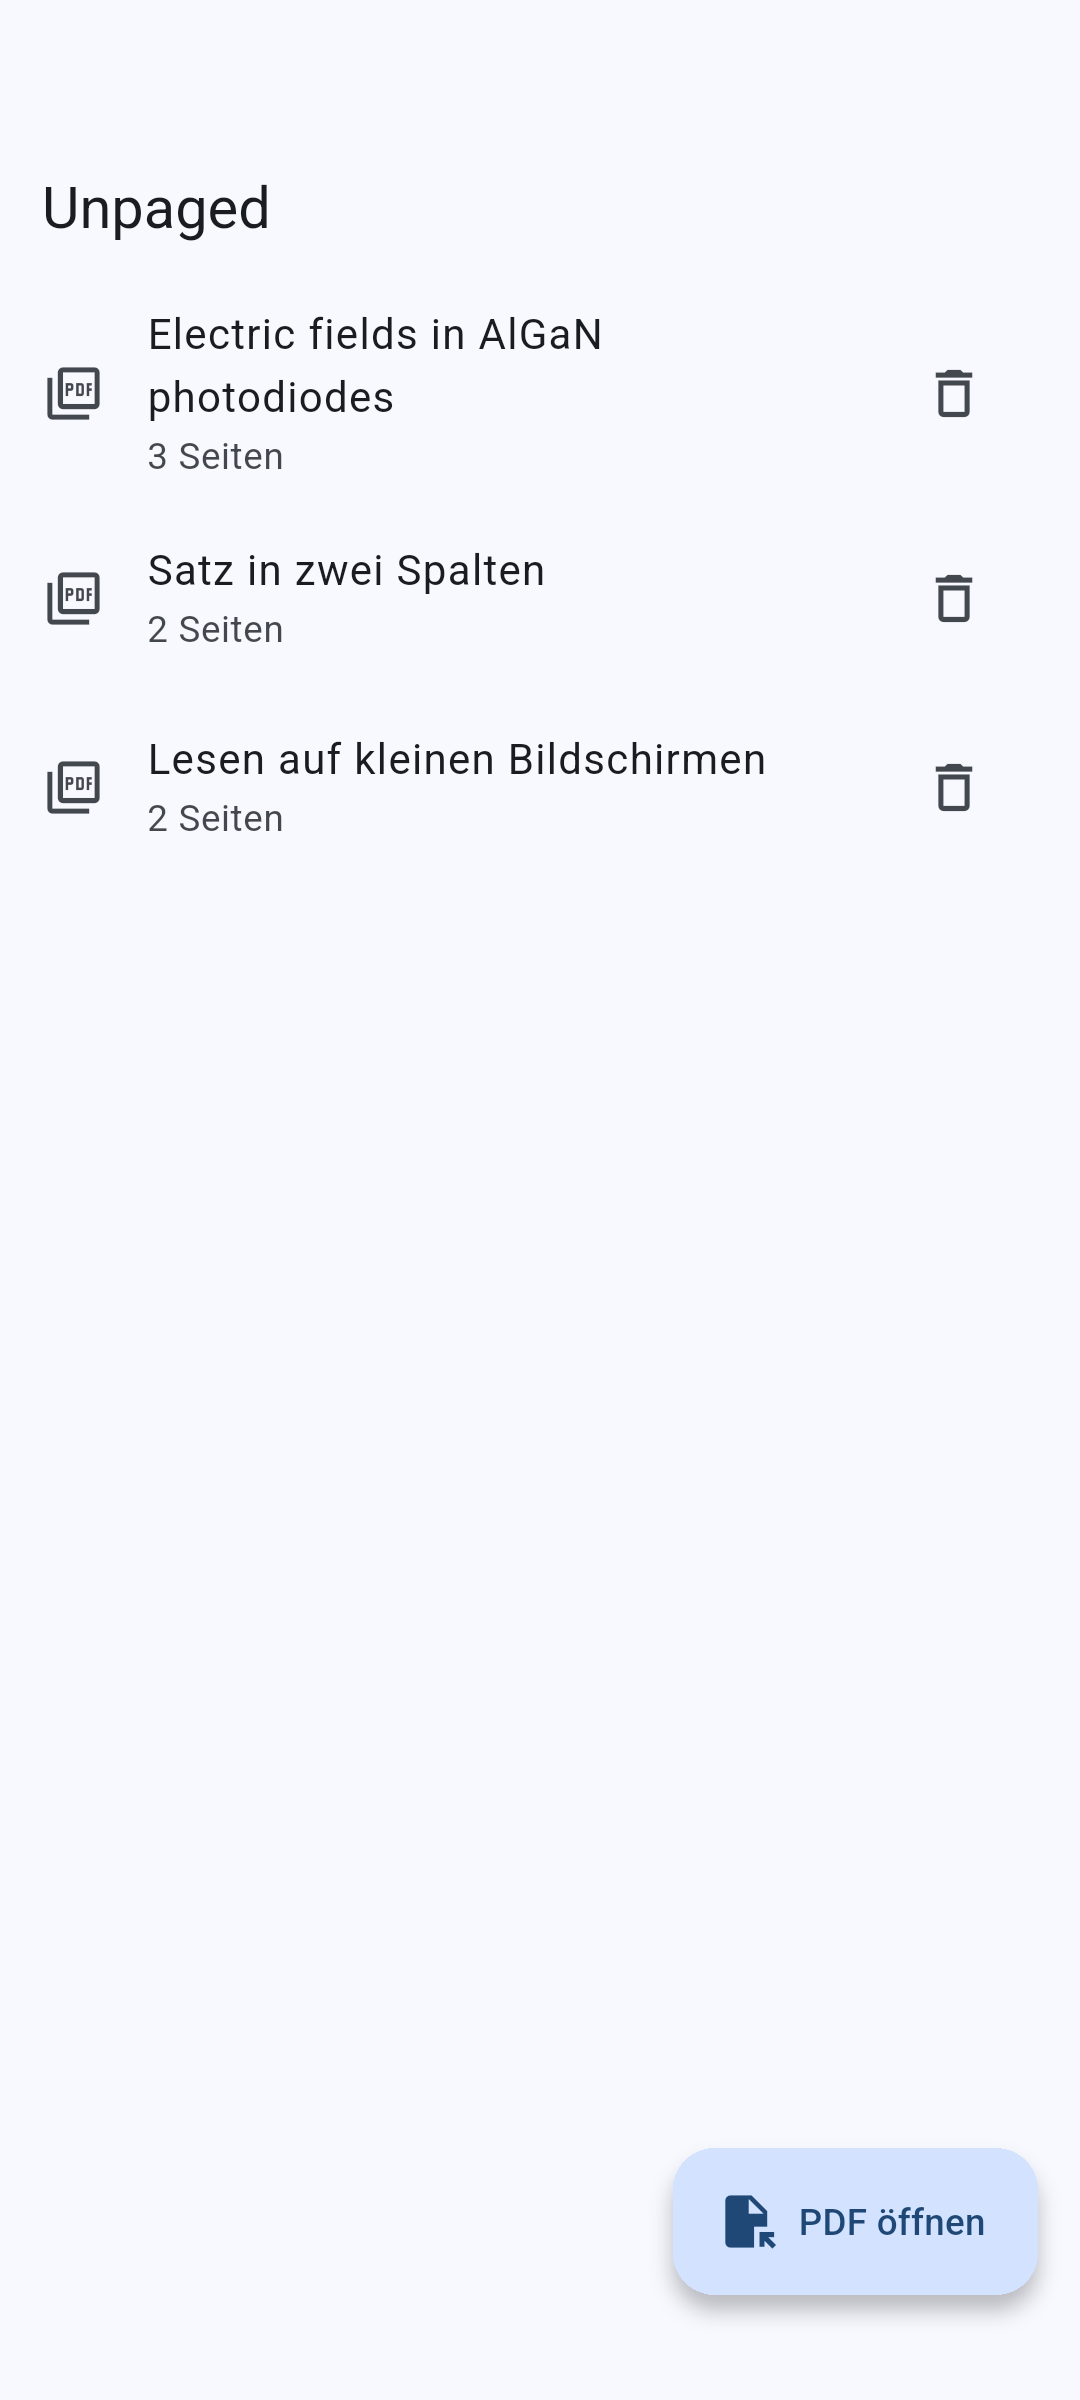 Unpaged
Electric fields in AlGaN
photodiodes
3 Seiten
PDF
Satz in zwei Spalten
2 Seiten
PDF
Lesen auf kleinen Bildschirmen
2 Seiten
PDF
PDF öffnen